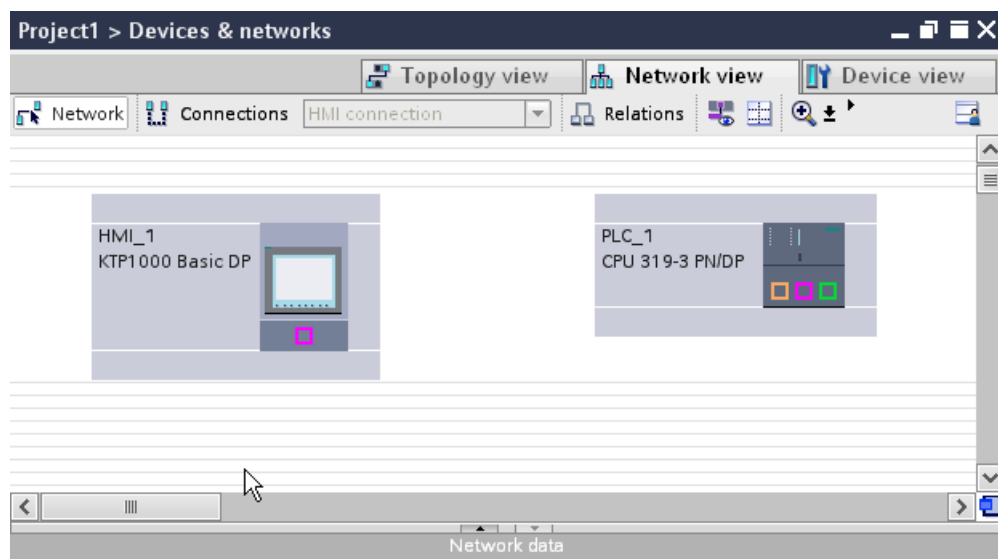 Project1 > Devices & networks
Topology view
Network view
Device view
Network
Connections
HMI connection
Relations
HMI_1
KTP1000 Basic DP
PLC_1
CPU 319-3 PN/DP
Network data